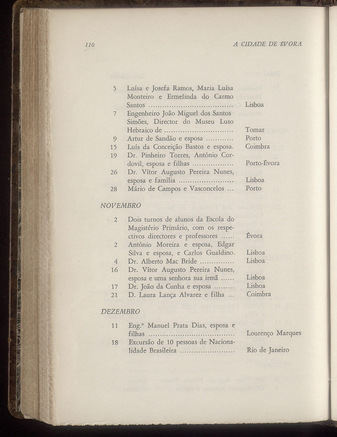 110 A CIDADE DE ÉVORA
5 Luísa e Josefa Ramos, Maria Luísa
Monteiro e Ermelinda do Carmo
Santos ........................ Lisboa
7 Engenheiro João Miguel dos Santos
Simões, Director do Museu Luso
Hebraico de ........................ Tomar
9 Artur de Sandão e esposa ............ Porto
15 Luís da Conceição Bastos e esposa. Coimbra
19 Dr. Pinheiro Torres, António Cor-
dovil, esposa e filhas ............ Porto-Évora
26 Dr. Vítor Augusto Pereira Nunes,
esposa e família ............ Lisboa
28 Mário de Campos e Vasconcelos ... Porto
NOVEMBRO
2 Dois turnos de alunos da Escola do
Magistério Primário, com os respe-
ctivos directores e professores ...... Évora
2 António Moreira e esposa, Edgar
Silva e esposa, e Carlos Gualdino. Lisboa
4 Dr. Alberto Mac Bride ............ Lisboa
16 Dr. Vítor Augusto Pereira Nunes,
esposa e uma senhora sua irmã ...... Lisboa
17 Dr. João da Cunha e esposa ......... Lisboa
21 D. Laura Lança Alvarez e filha ... Coimbra
DEZEMBRO
11 Eng.º Manuel Prata Dias, esposa e
filhas ........................ Lourenço Marques
18 Excursão de 10 pessoas de Naciona-
lidade Brasileira ............ Rio de Janeiro